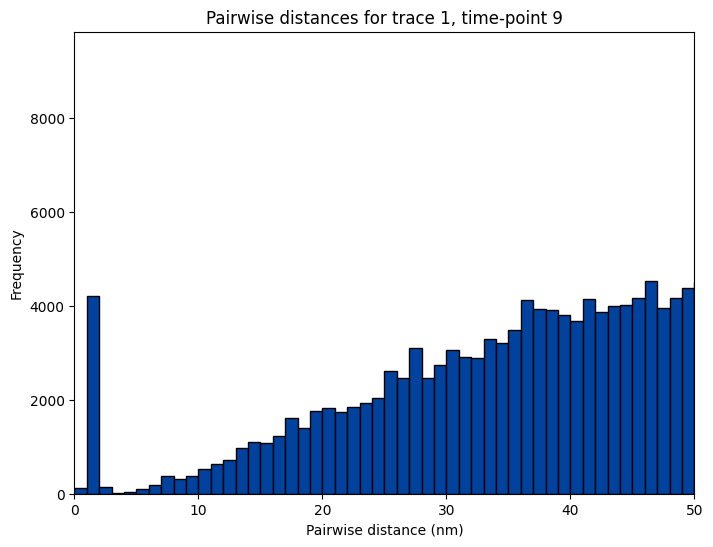 Pairwise distances for trace 1, time-point 9
Frequency
8000
6000
4000
2000
0
0 10 20 30 40 50
Pairwise distance (nm)